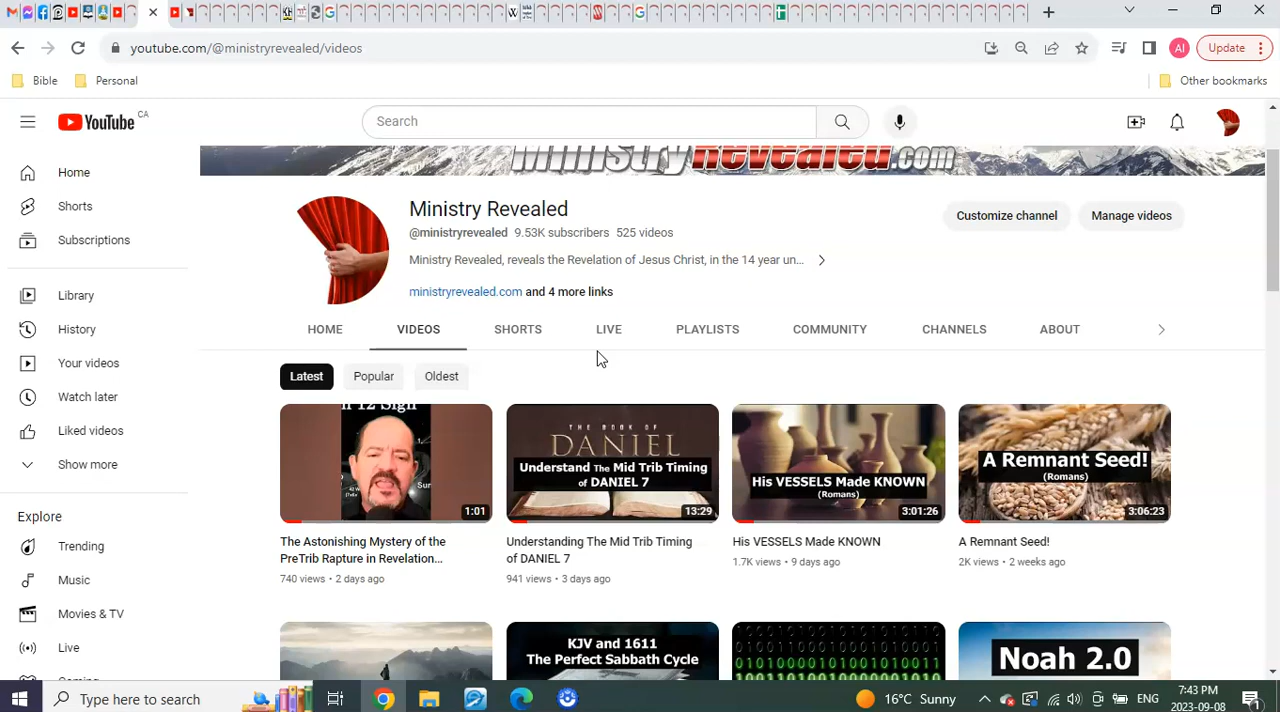 youtube.com/@ministryrevealed/videos
Update
Bible
Personal
Other bookmarks
YouTube
CA
Search
Home
Shorts
Subscriptions
Library
History
Your videos
Watch later
Liked videos
Show more
Explore
Trending
Music
Movies & TV
Live
MinistryRevealed.com
Ministry Revealed
@ministryrevealed 9.53K subscribers 525 videos
Ministry Revealed, reveals the Revelation of Jesus Christ, in the 14 year un...
ministryrevealed.com and 4 more links
Customize channel
Manage videos
HOME
VIDEOS
SHORTS
LIVE
PLAYLISTS
COMMUNITY
CHANNELS
ABOUT
Latest
Popular
Oldest
12 Sign
1:01
The Astonishing Mystery of the
PreTrib Rapture in Revelation...
740 views • 2 days ago
THE BOOK OF
DANIEL
Understand The Mid Trib Timing
of DANIEL 7
13:29
Understanding The Mid Trib Timing
of DANIEL 7
941 views • 3 days ago
His VESSELS Made KNOWN
(Romans)
3:01:26
His VESSELS Made KNOWN
1.7K views • 9 days ago
A Remnant Seed!
(Romans)
3:06:23
A Remnant Seed!
2K views • 2 weeks ago
KJV and 1611
The Perfect Sabbath Cycle
Noah 2.0
Type here to search
16°C Sunny
ENG
7:43 PM
2023-09-08